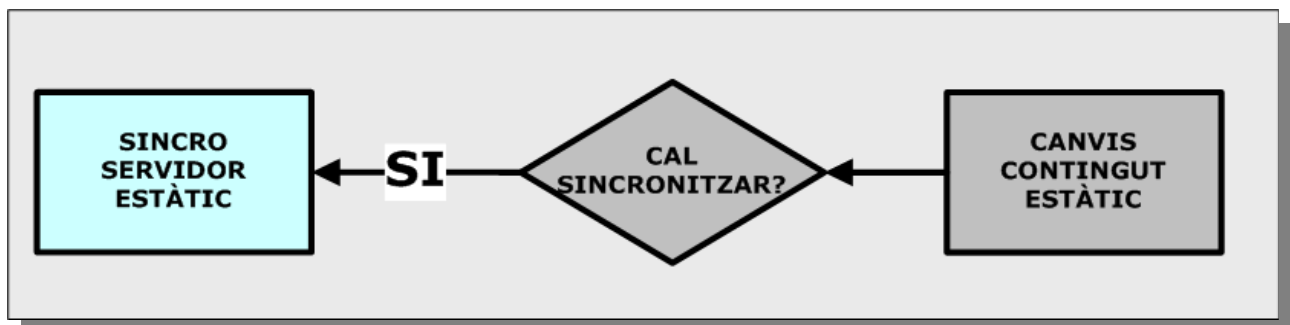 SINCRO
SERVIDOR
ESTÀTIC
SI
CAL
SINCRONITZAR?
CANVIS
CONTINGUT
ESTÀTIC